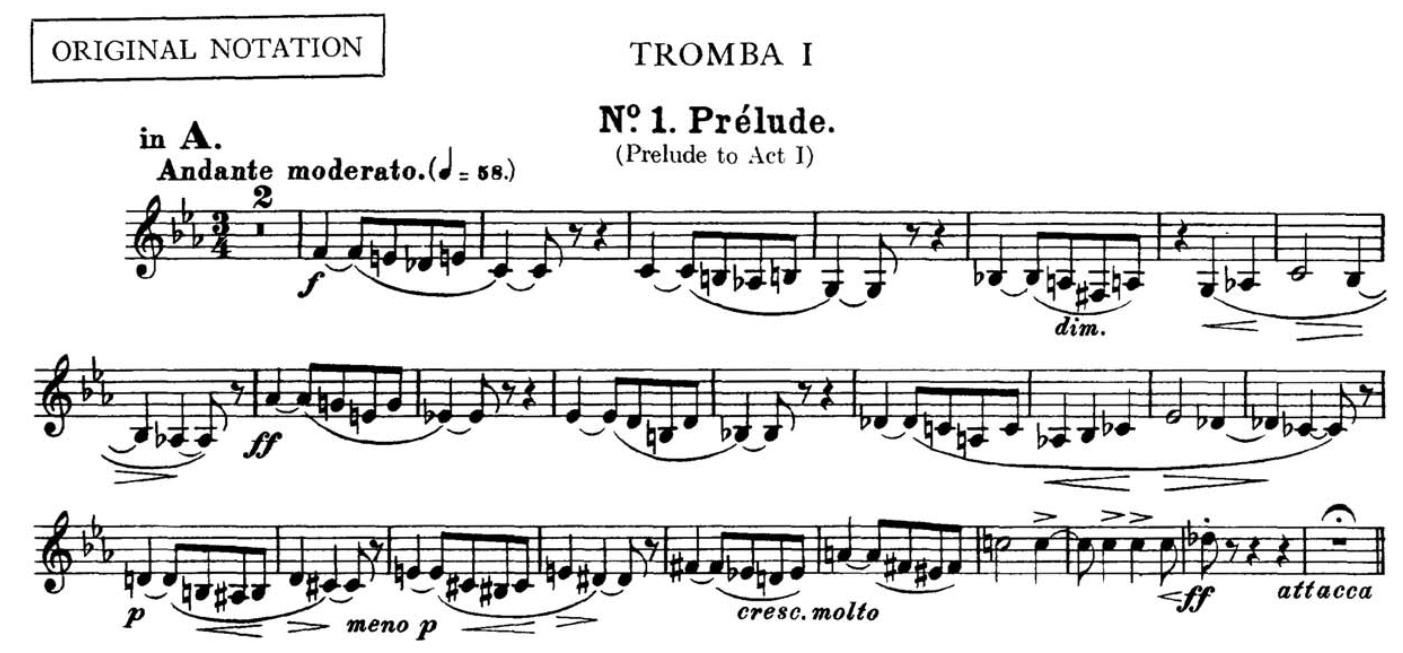 ORIGINAL NOTATION
TROMBA I
Nº 1. Prélude.
(Prelude to Act I)
in A.
Andante moderato. (♩ = 58.)
2
3
4
f
dim.
ff
p
meno p
cresc. molto
ff
attacca